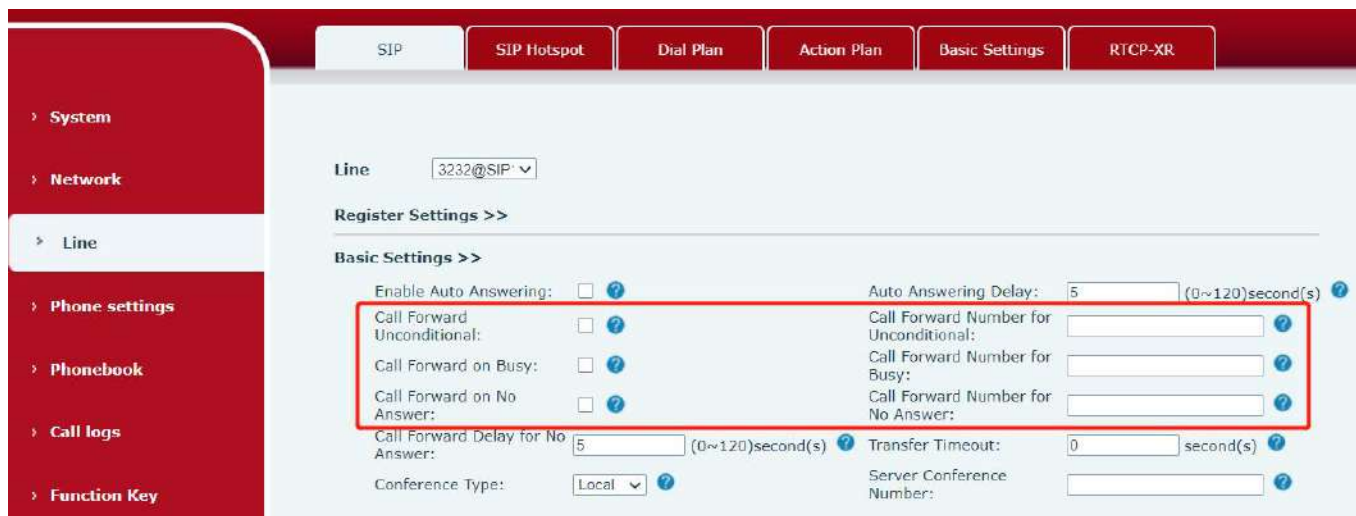 SIP
SIP Hotspot
Dial Plan
Action Plan
Basic Settings
RTCP-XR
› System
› Network
› Line
› Phone settings
› Phonebook
› Call logs
› Function Key
Line 3232@SIP
Register Settings >>
Basic Settings >>
Enable Auto Answering: Auto Answering Delay: 5 (0~120)second(s)
Call Forward Unconditional: Call Forward Number for Unconditional:
Call Forward on Busy: Call Forward Number for Busy:
Call Forward on No Answer: Call Forward Number for No Answer:
Call Forward Delay for No Answer: 5 (0~120)second(s) Transfer Timeout: 0 second(s)
Conference Type: Local Server Conference Number: